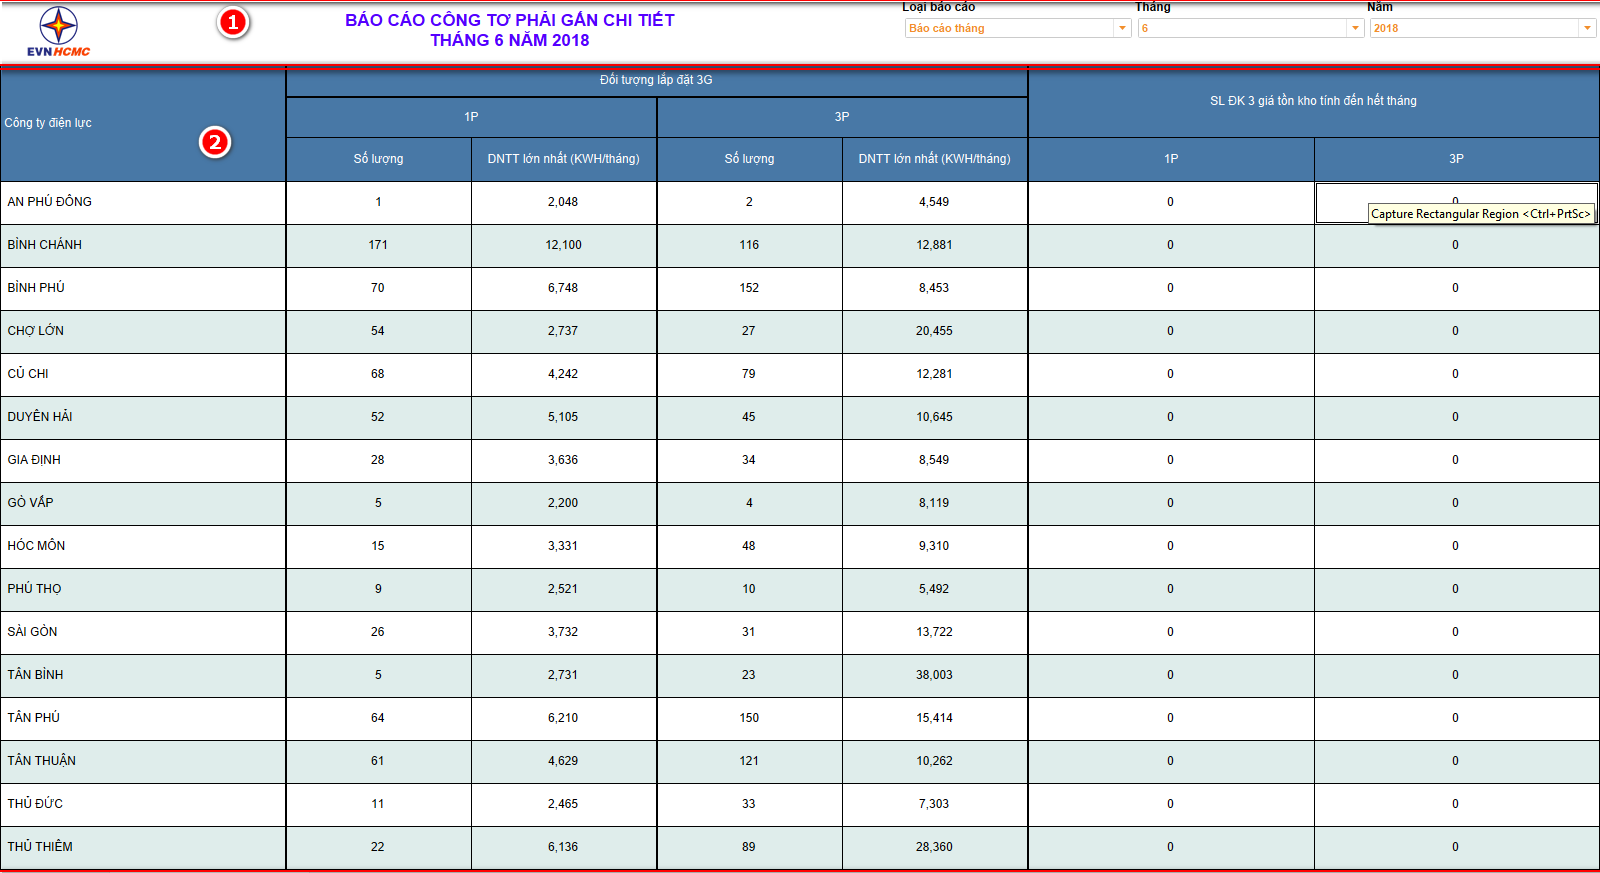 EVNHCMC
1
BÁO CÁO CÔNG TƠ PHẢI GẮN CHI TIẾT
THÁNG 6 NĂM 2018
Loại báo cáo Tháng Năm
Báo cáo tháng 6 2018
Công ty điện lực
2
Đối tượng lắp đặt 3G
SL ĐK 3 giá tồn kho tính đến hết tháng
1P 3P
Số lượng DNTT lớn nhất (KWH/tháng) Số lượng DNTT lớn nhất (KWH/tháng) 1P 3P
AN PHÚ ĐÔNG 1 2,048 2 4,549 0 0
Capture Rectangular Region <Ctrl+PrtSc>
BÌNH CHÁNH 171 12,100 116 12,881 0 0
BÌNH PHÚ 70 6,748 152 8,453 0 0
CHỢ LỚN 54 2,737 27 20,455 0 0
CỦ CHI 68 4,242 79 12,281 0 0
DUYÊN HẢI 52 5,105 45 10,645 0 0
GIA ĐỊNH 28 3,636 34 8,549 0 0
GÒ VẤP 5 2,200 4 8,119 0 0
HÓC MÔN 15 3,331 48 9,310 0 0
PHÚ THỌ 9 2,521 10 5,492 0 0
SÀI GÒN 26 3,732 31 13,722 0 0
TÂN BÌNH 5 2,731 23 38,003 0 0
TÂN PHÚ 64 6,210 150 15,414 0 0
TÂN THUẬN 61 4,629 121 10,262 0 0
THỦ ĐỨC 11 2,465 33 7,303 0 0
THỦ THIÊM 22 6,136 89 28,360 0 0